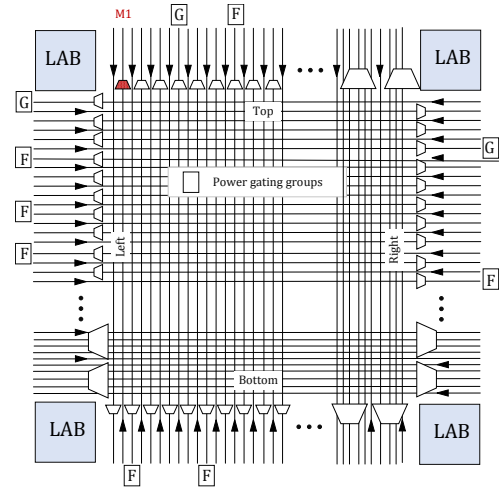 M1
G
F
LAB
LAB
G
Top
F
G
Power gating groups
F
Left
Right
F
F
Bottom
LAB
LAB
F
F